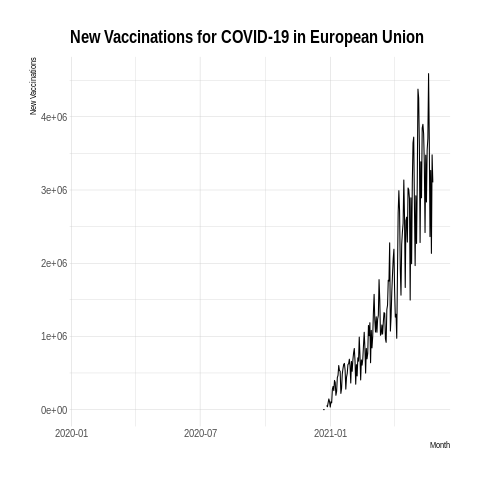 New Vaccinations for COVID-19 in European Union
New Vaccinations
4e+06
3e+06
2e+06
1e+06
0e+00
2020-01 2020-07 2021-01
Month